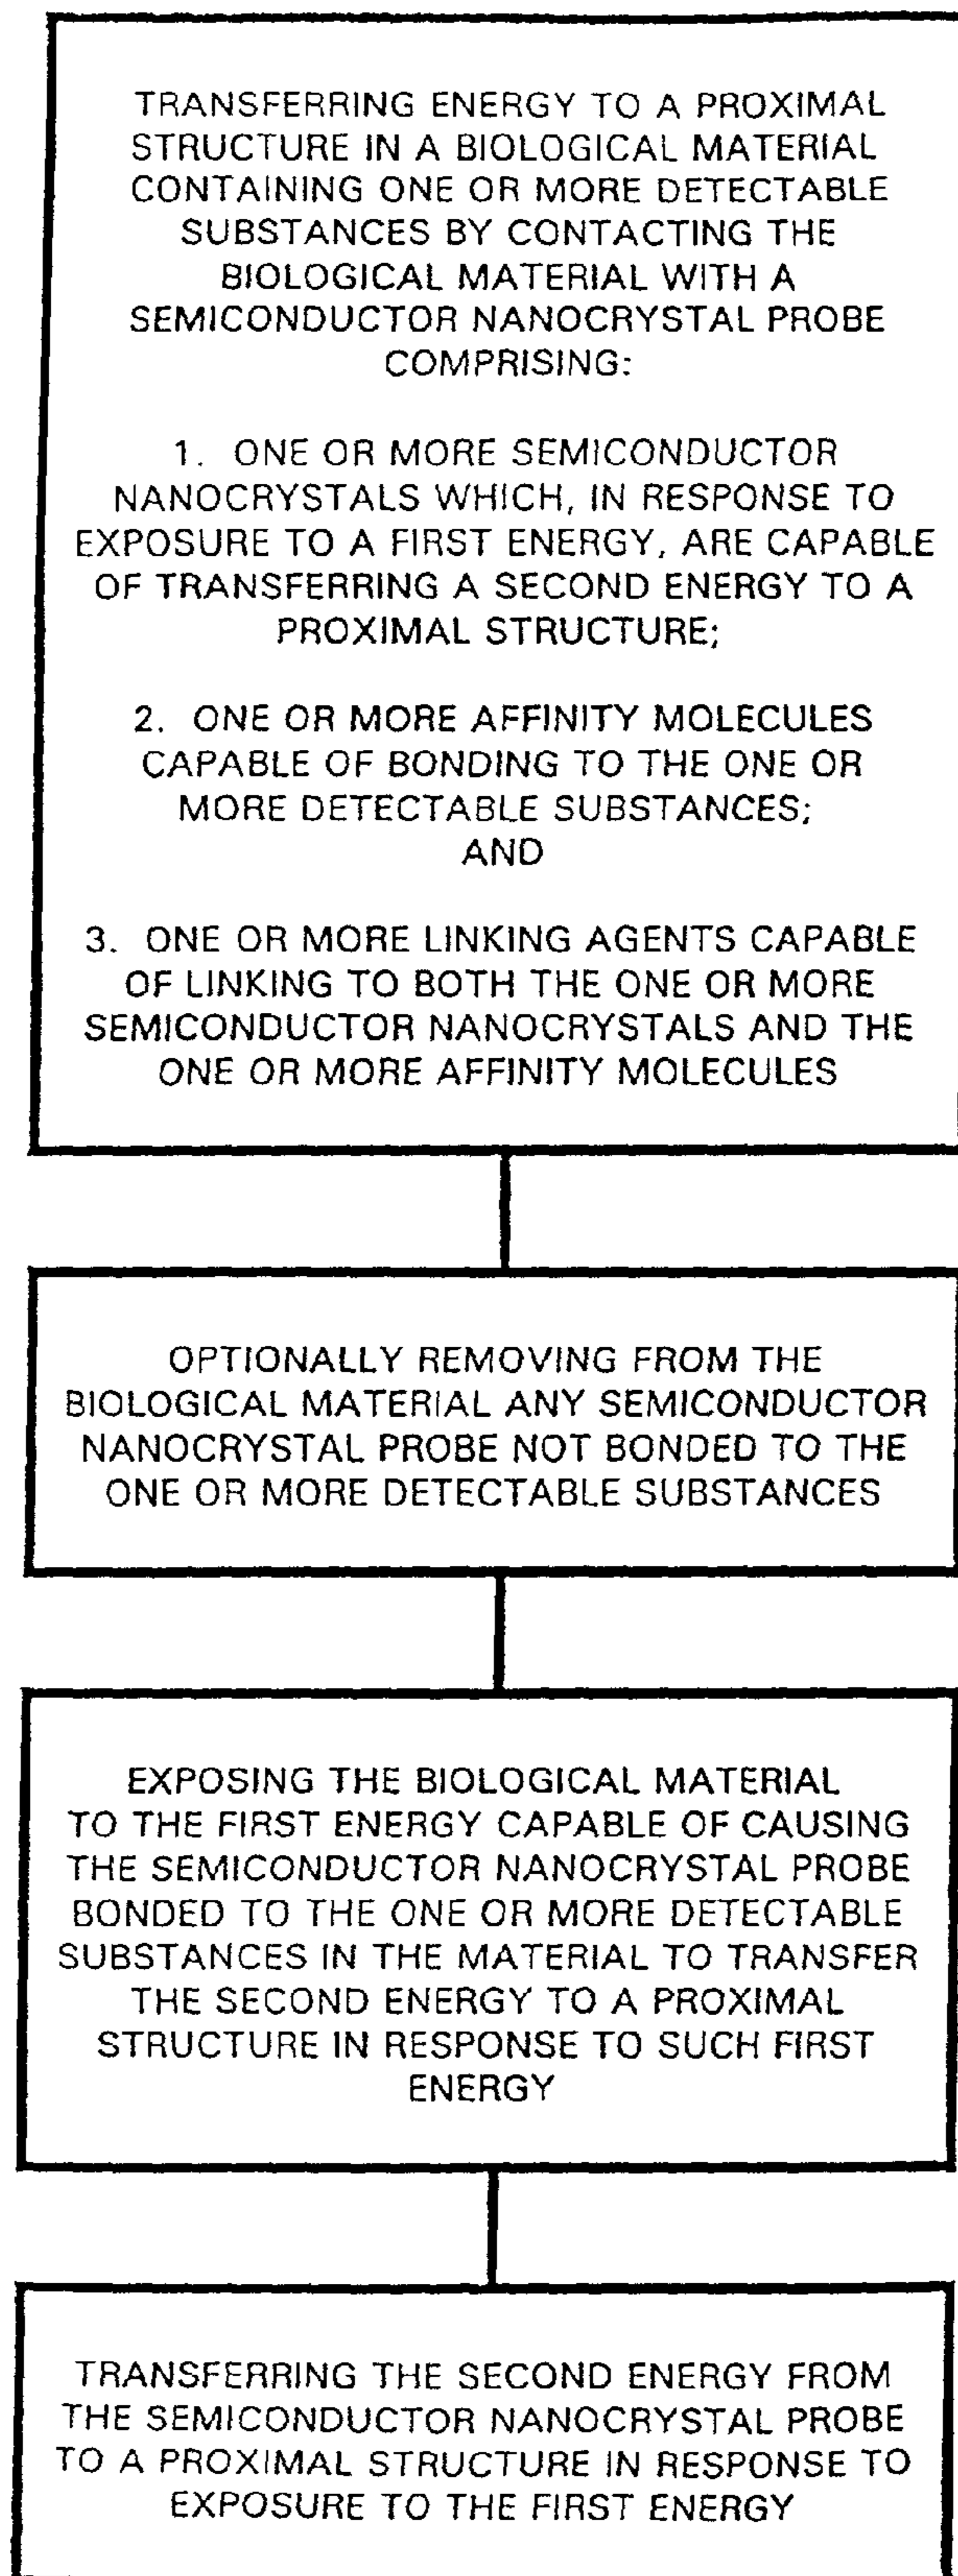 TRANSFERRING ENERGY TO A PROXIMAL
STRUCTURE IN A BIOLOGICAL MATERIAL
CONTAINING ONE OR MORE DETECTABLE
SUBSTANCES BY CONTACTING THE
BIOLOGICAL MATERIAL WITH A
SEMICONDUCTOR NANOCRYSTAL PROBE
COMPRISING:
1. ONE OR MORE SEMICONDUCTOR
NANOCRYSTALS WHICH, IN RESPONSE TO
EXPOSURE TO A FIRST ENERGY, ARE CAPABLE
OF TRANSFERRING A SECOND ENERGY TO A
PROXIMAL STRUCTURE;
2. ONE OR MORE AFFINITY MOLECULES
CAPABLE OF BONDING TO THE ONE OR
MORE DETECTABLE SUBSTANCES;
AND
3. ONE OR MORE LINKING AGENTS CAPABLE
OF LINKING TO BOTH THE ONE OR MORE
SEMICONDUCTOR NANOCRYSTALS AND THE
ONE OR MORE AFFINITY MOLECULES
OPTIONALLY REMOVING FROM THE
BIOLOGICAL MATERIAL ANY SEMICONDUCTOR
NANOCRYSTAL PROBE NOT BONDED TO THE
ONE OR MORE DETECTABLE SUBSTANCES
EXPOSING THE BIOLOGICAL MATERIAL
TO THE FIRST ENERGY CAPABLE OF CAUSING
THE SEMICONDUCTOR NANOCRYSTAL PROBE
BONDED TO THE ONE OR MORE DETECTABLE
SUBSTANCES IN THE MATERIAL TO TRANSFER
THE SECOND ENERGY TO A PROXIMAL
STRUCTURE IN RESPONSE TO SUCH FIRST
ENERGY
TRANSFERRING THE SECOND ENERGY FROM
THE SEMICONDUCTOR NANOCRYSTAL PROBE
TO A PROXIMAL STRUCTURE IN RESPONSE TO
EXPOSURE TO THE FIRST ENERGY